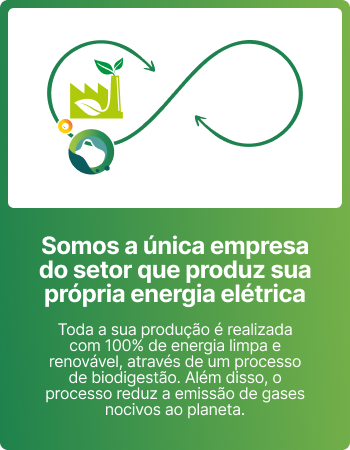 Somos a única empresa
do setor que produz sua
própria energia elétrica
Toda a sua produção é realizada
com 100% de energia limpa e
renovável, através de um processo
de biodigestão. Além disso, o
processo reduz a emissão de gases
nocivos ao planeta.